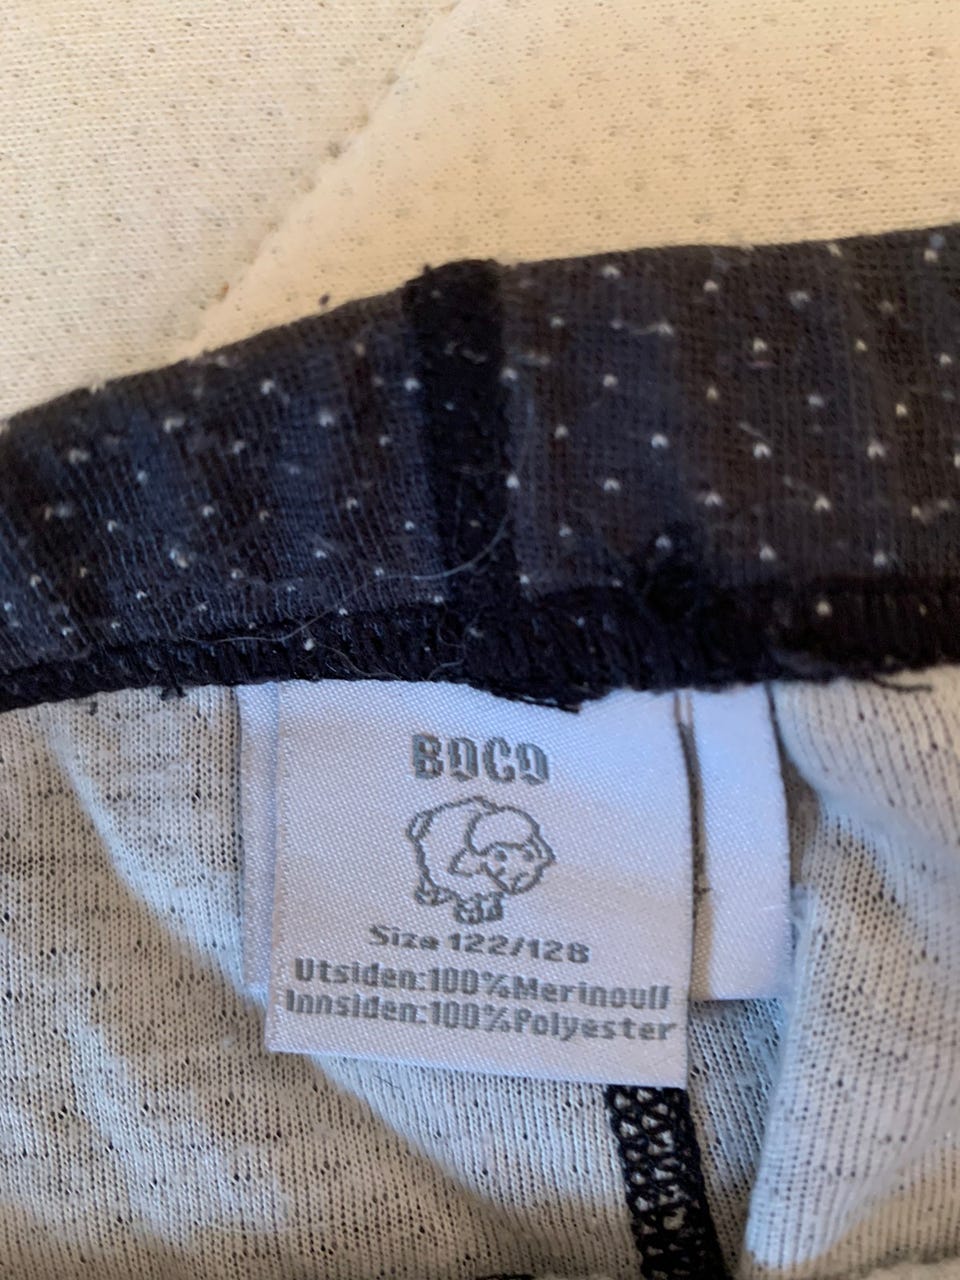 BOCO
Size 122/128
Utsiden:100%Merinoull
Innsiden:100%Polyester